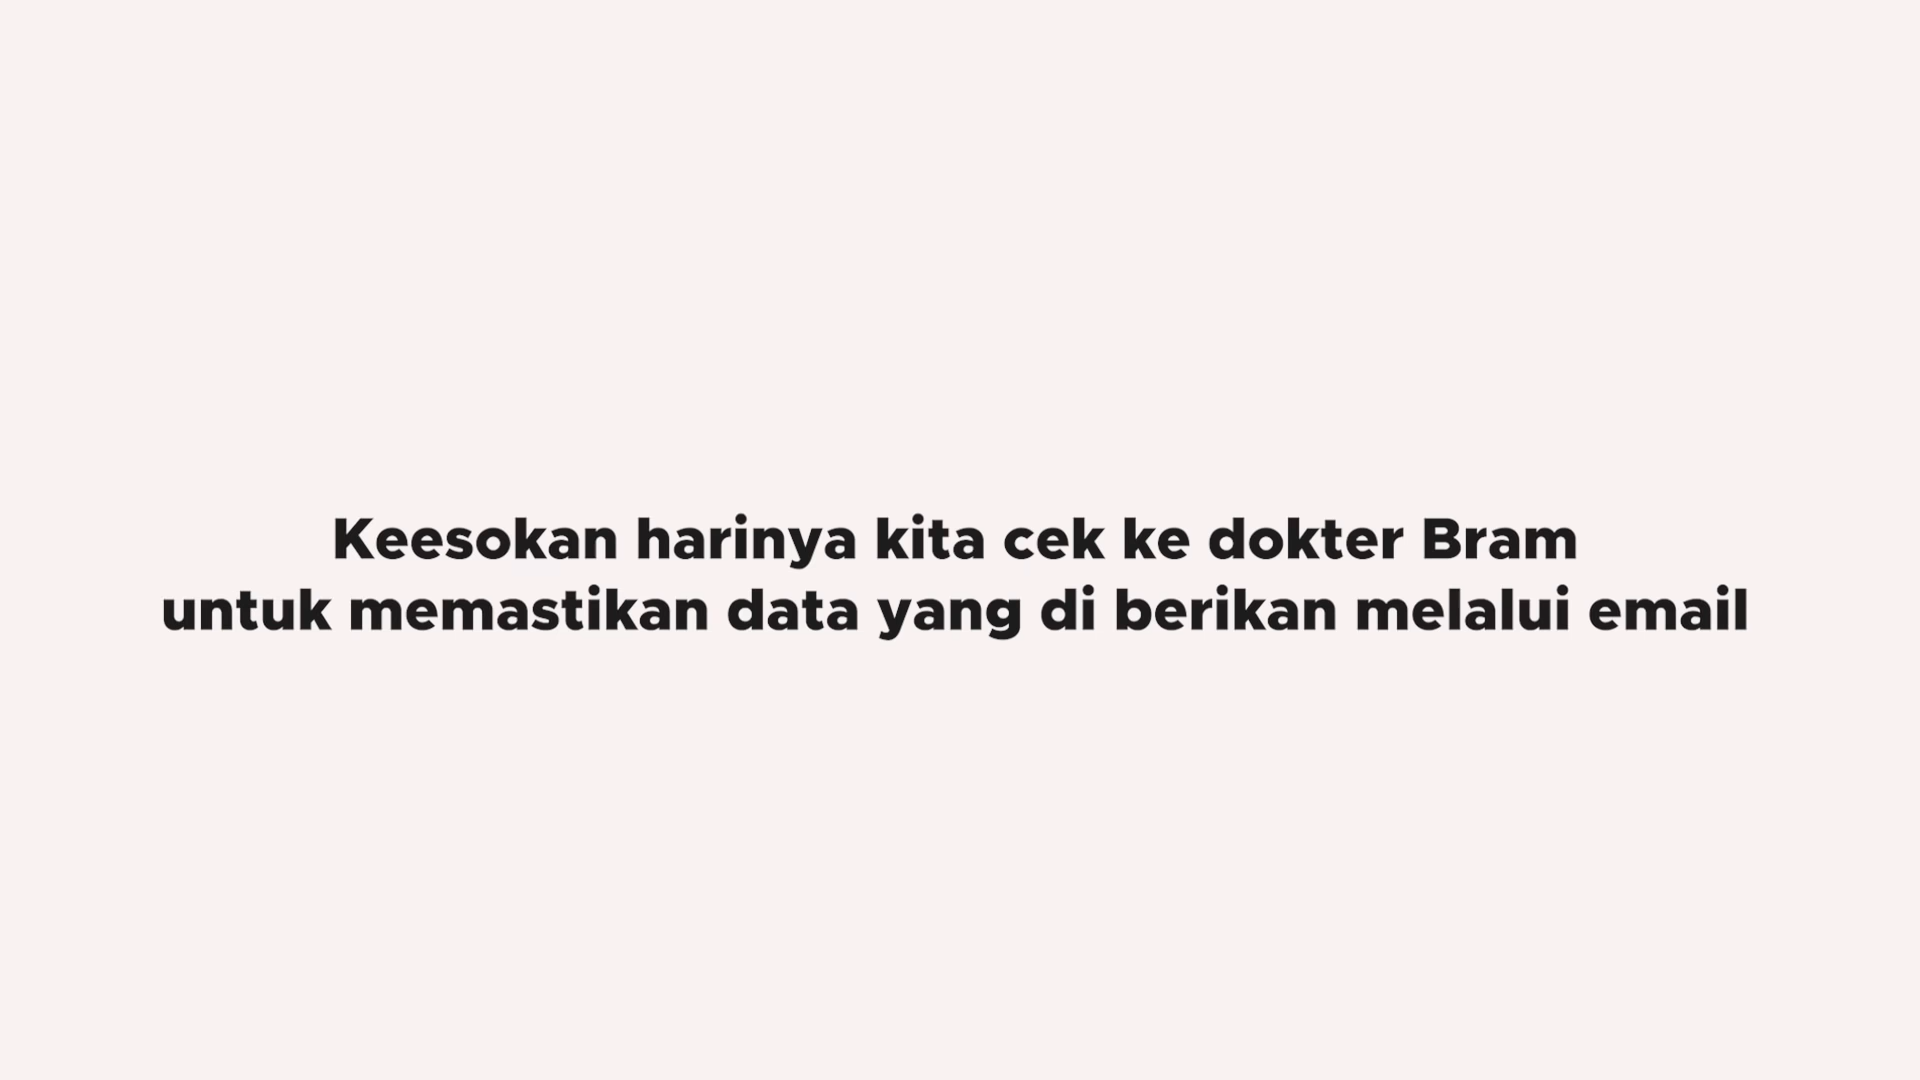 Keesokan harinya kita cek ke dokter Bram
untuk memastikan data yang di berikan melalui email